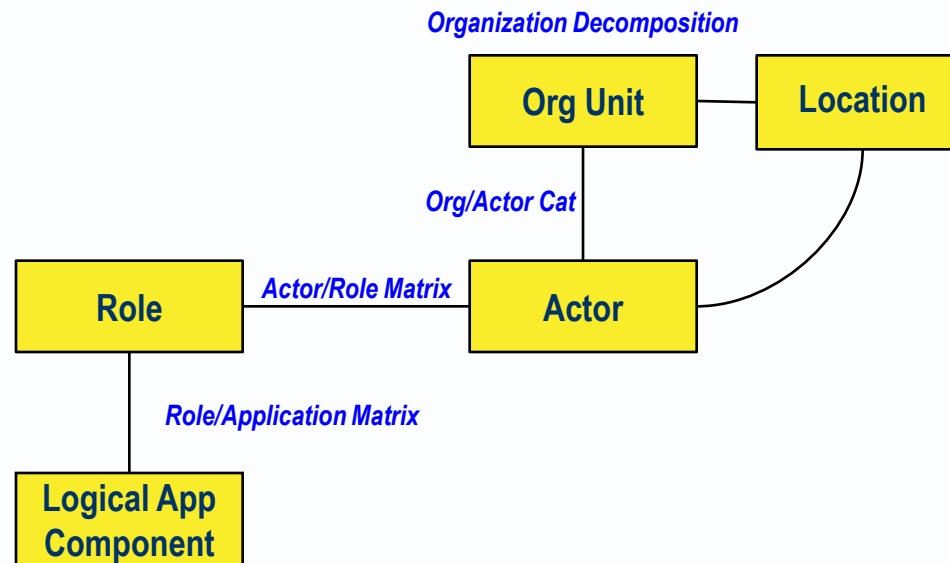 Organization Decomposition
Org Unit
Location
Org/Actor Cat
Role
Actor/Role Matrix
Actor
Role/Application Matrix
Logical App
Component